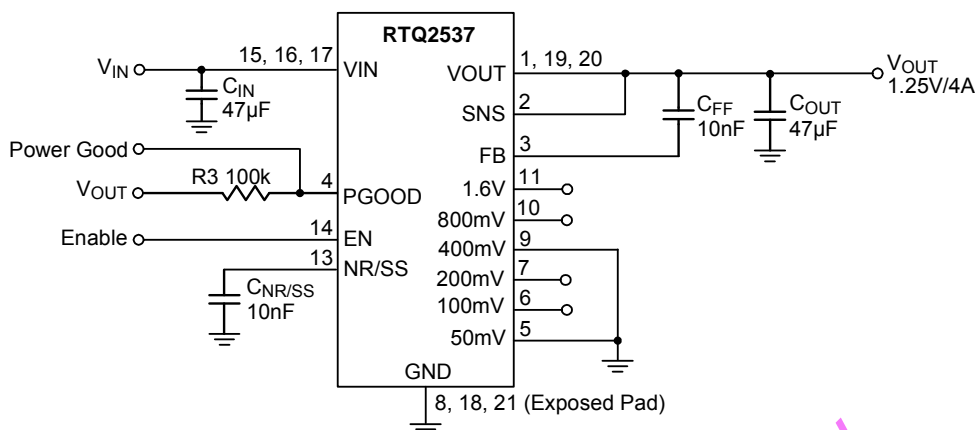 RTQ2537
VIN
15, 16, 17
VIN
CIN
47µF
Power Good
VOUT
R3 100k
4
PGOOD
Enable
14
EN
13
NR/SS
CNR/SS
10nF
VOUT
1, 19, 20
SNS
2
FB
3
CFF
10nF
COUT
47µF
VOUT
1.25V/4A
1.6V
11
800mV
10
400mV
9
200mV
7
100mV
6
50mV
5
GND
8, 18, 21 (Exposed Pad)